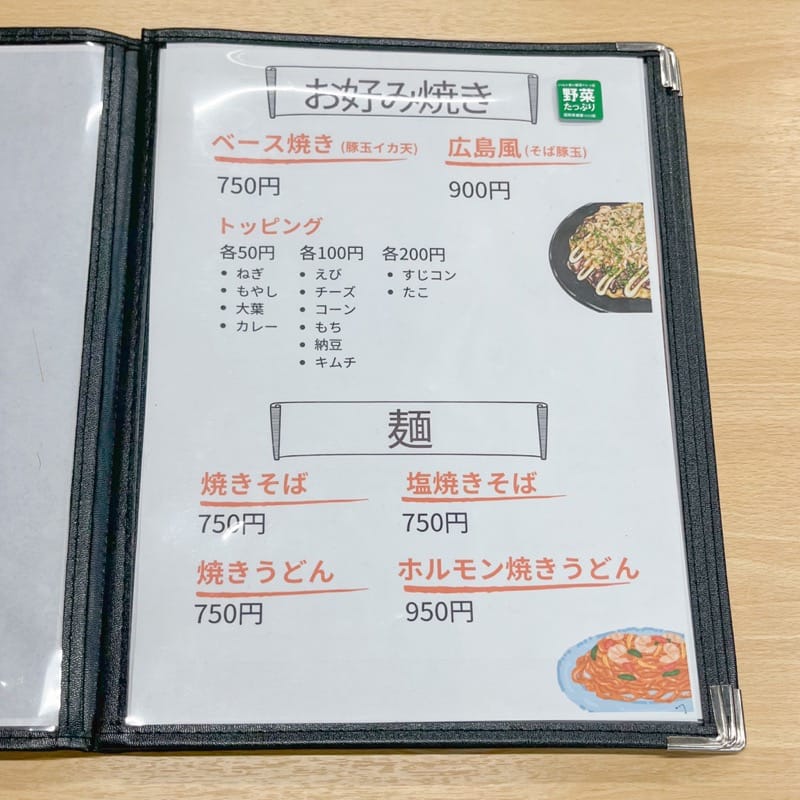 お好み焼き
野菜
たっぷり
ベース焼き (豚玉イカ天)
広島風 (そば豚玉)
750円
900円
トッピング
各50円
• ねぎ
• もやし
• 大葉
• カレー
各100円
• えび
• チーズ
• コーン
• もち
• 納豆
• キムチ
各200円
• すじコン
• たこ
麺
焼きそば
塩焼きそば
750円
750円
焼きうどん
ホルモン焼きうどん
750円
950円